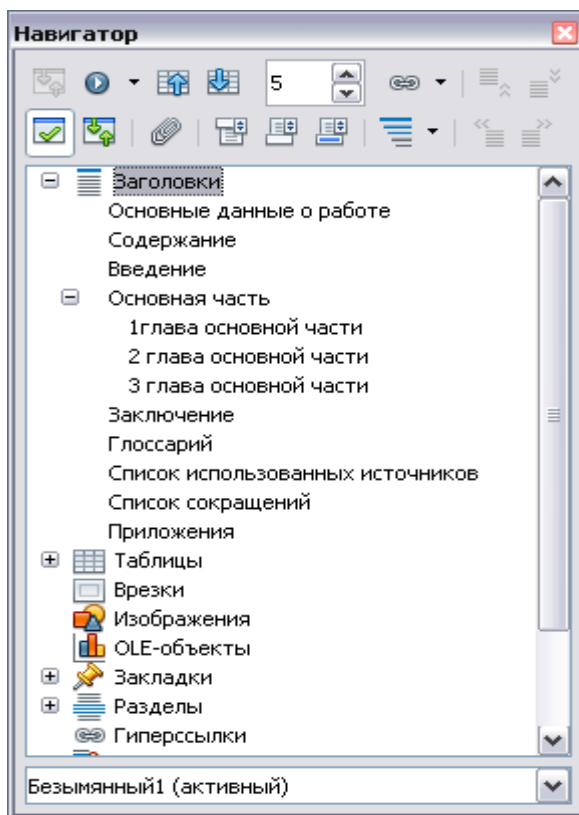 Навигатор
5
Заголовки
Основные данные о работе
Содержание
Введение
Основная часть
1глава основной части
2 глава основной части
3 глава основной части
Заключение
Глоссарий
Список использованных источников
Список сокращений
Приложения
Таблицы
Врезки
Изображения
OLE-объекты
Закладки
Разделы
Гиперссылки
Безымянный1 (активный)